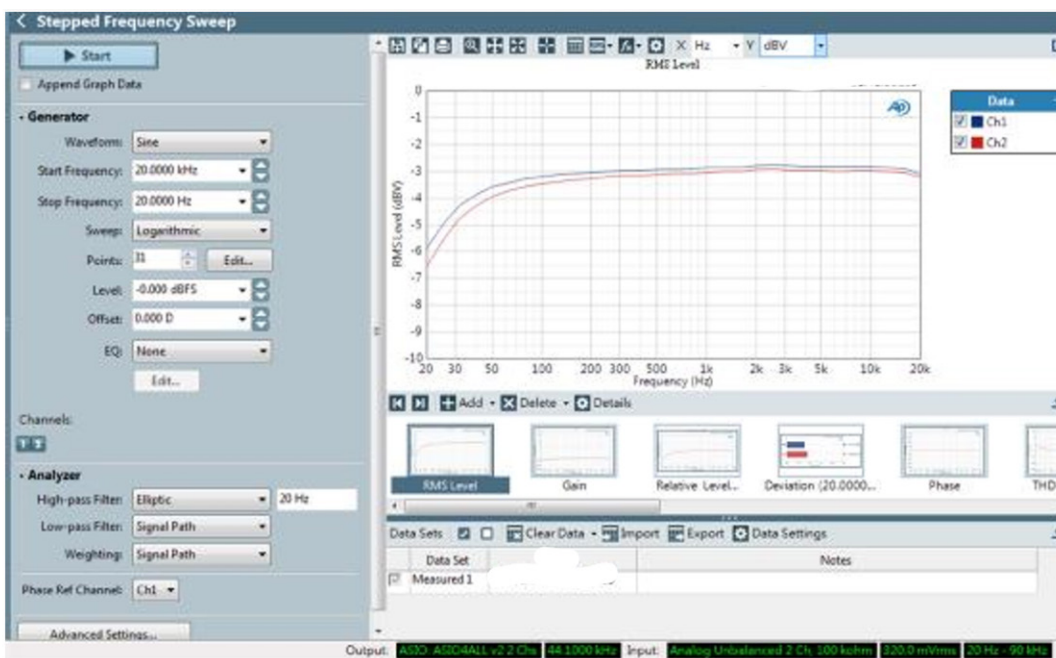 Stepped Frequency Sweep
Start
Append Graph Data
Generator
Waveform: Sine
Start Frequency: 20.0000 kHz
Stop Frequency: 20.0000 Hz
Sweep: Logarithmic
Points: 31 Edit...
Level: -0.000 dBFS
Offset: 0.000 D
EQ: None
Edit...
Channels:
1 2
Analyzer
High-pass Filter: Elliptic 20 Hz
Low-pass Filter: Signal Path
Weighting: Signal Path
Phase Ref Channel: Ch1
Advanced Settings...
X Hz Y dBV
RMS Level
AP
0
-1
-2
-3
-4
-5
-6
-7
-8
-9
-10
RMS Level (dBV)
20 30 50 100 200 300 500 1k 2k 3k 5k 10k 20k
Frequency (Hz)
Data
Ch1
Ch2
Add Delete Details
RMS Level Gain Relative Level... Deviation (20.0000... Phase THD
Data Sets Clear Data Import Export Data Settings
Data Set Notes
Measured 1
Output: ASIO: ASIO4ALL v2 2 Chs 44.1000 kHz Input: Analog Unbalanced 2 Ch, 100 kohm 320.0 mVrms 20 Hz - 90 kHz